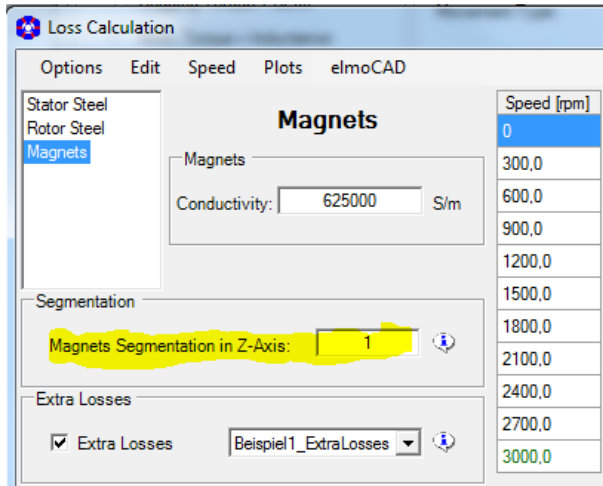 Loss Calculation
Options Edit Speed Plots elmoCAD
Stator Steel
Rotor Steel
Magnets
Magnets
Magnets
Conductivity: 625000 S/m
Segmentation
Magnets Segmentation in Z-Axis: 1
Extra Losses
Extra Losses Beispiel1_ExtraLosses
Speed [rpm]
0
300,0
600,0
900,0
1200,0
1500,0
1800,0
2100,0
2400,0
2700,0
3000,0